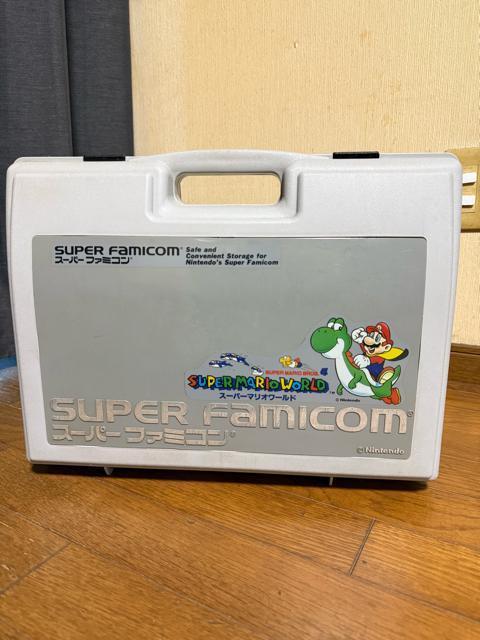 SUPER FAMICOM®
スーパーファミコン®
Safe and
Convenient Storage for
Nintendo's Super Famicom
SUPER MARIO BROS. 4
SUPER MARIO WORLD™
スーパーマリオワールド
© Nintendo
SUPER FAMICOM®
スーパーファミコン®
©Nintendo